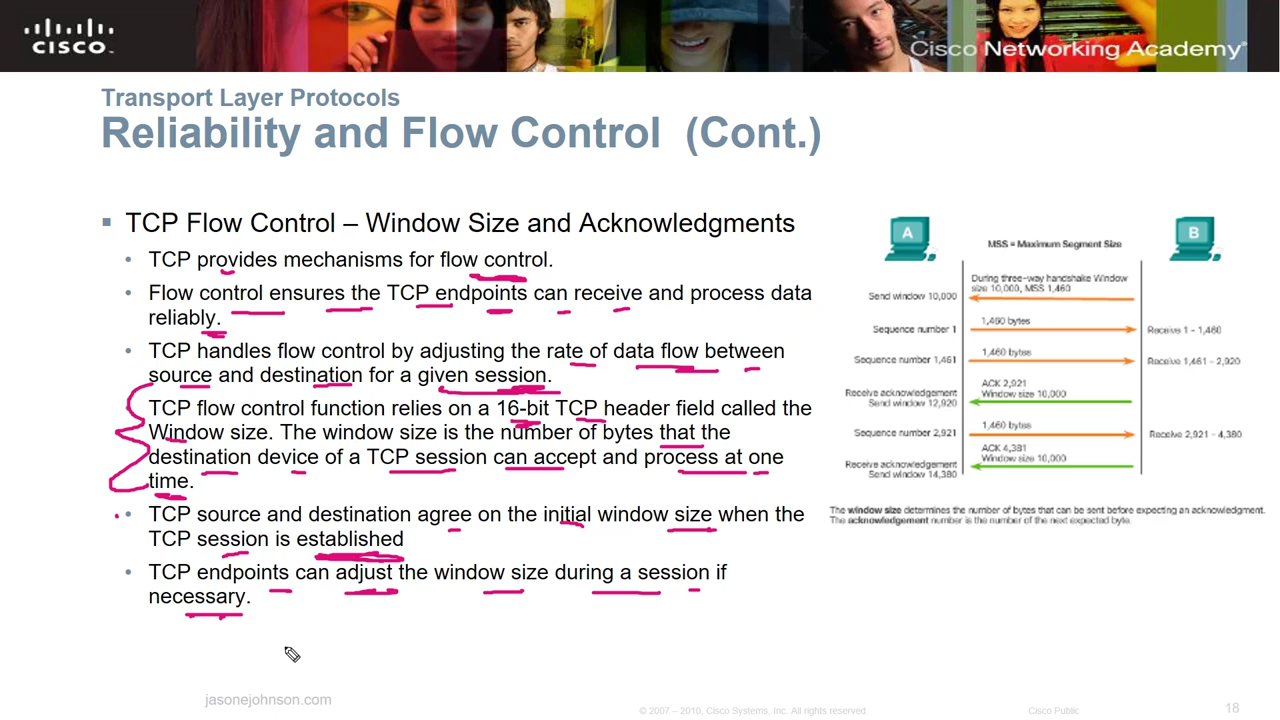 CISCO
Cisco Networking Academy
Transport Layer Protocols
Reliability and Flow Control (Cont.)
TCP Flow Control – Window Size and Acknowledgments
TCP provides mechanisms for flow control.
Flow control ensures the TCP endpoints can receive and process data
reliably.
TCP handles flow control by adjusting the rate of data flow between
source and destination for a given session.
TCP flow control function relies on a 16-bit TCP header field called the
Window size. The window size is the number of bytes that the
destination device of a TCP session can accept and process at one
time.
TCP source and destination agree on the initial window size when the
TCP session is established
TCP endpoints can adjust the window size during a session if
necessary.
A
B
MSS = Maximum Segment Size
During three-way handshake Window
size 10,000, MSS 1,460
Send window 10,000
1,460 bytes
Sequence number 1
Receive 1 - 1,460
1,460 bytes
Sequence number 1,461
Receive 1,461 - 2,920
ACK 2,921
Window size 10,000
Receive acknowledgement
Send window 12,920
1,460 bytes
Sequence number 2,921
Receive 2,921 - 4,380
ACK 4,381
Window size 10,000
Receive acknowledgement
Send window 14,380
The window size determines the number of bytes that can be sent before expecting an acknowledgment.
The acknowledgement number is the number of the next expected byte.
jasonejohnson.com
© 2007 – 2010, Cisco Systems, Inc. All rights reserved.
Cisco Public
18